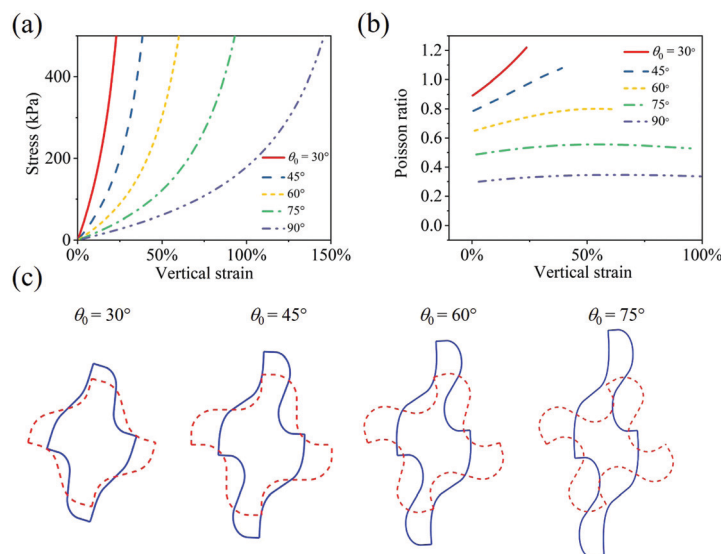 (a)
Stress (kPa)
400
200
0
0%
50%
100%
150%
Vertical strain
θ₀ = 30°
45°
60°
75°
90°
(b)
Poisson ratio
1.2
1.0
0.8
0.6
0.4
0.2
0.0
0%
50%
100%
Vertical strain
θ₀ = 30°
45°
60°
75°
90°
(c)
θ₀ = 30°
θ₀ = 45°
θ₀ = 60°
θ₀ = 75°